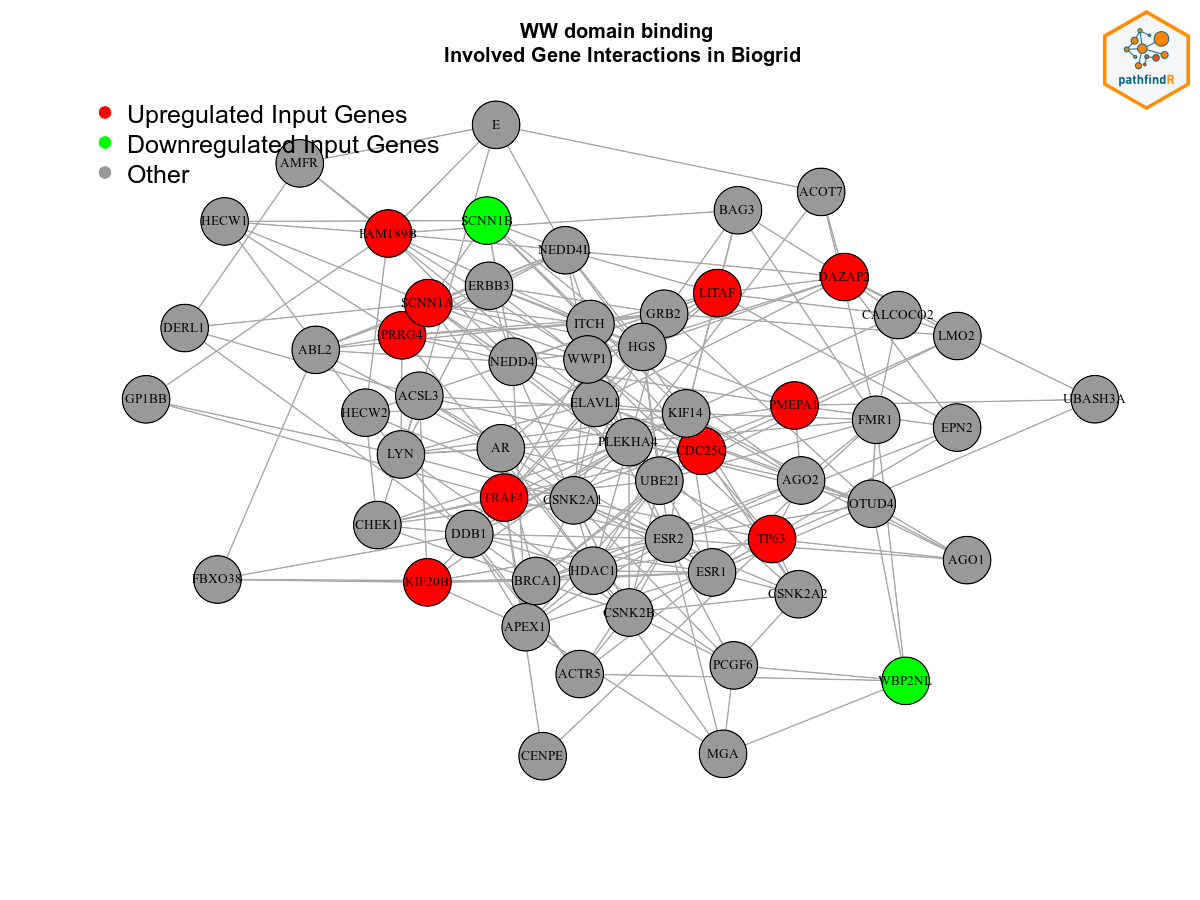 WW domain binding
Involved Gene Interactions in Biogrid
pathfindR
Upregulated Input Genes
Downregulated Input Genes
Other
E
AMFR
ACOT7
BAG3
HECW1
SCNN1B
FAM189B
NEDD4L
DAZAP2
ERBB3
LITAF
SCNN1A
GRB2
CALCOCO2
ITCH
DERL1
PRRG4
LMO2
HGS
ABL2
WWP1
NEDD4
ACSL3
GP1BB
UBASH3A
ELAVL1
PMEPA1
HECW2
KIF14
FMR1
EPN2
PLEKHA4
AR
CDC25C
LYN
UBE2I
AGO2
TRAF4
CSNK2A1
OTUD4
CHEK1
DDB1
ESR2
TP63
AGO1
HDAC1
ESR1
FBXO38
KIF20B
BRCA1
CSNK2A2
CSNK2B
APEX1
PCGF6
ACTR5
WBP2NL
MGA
CENPE